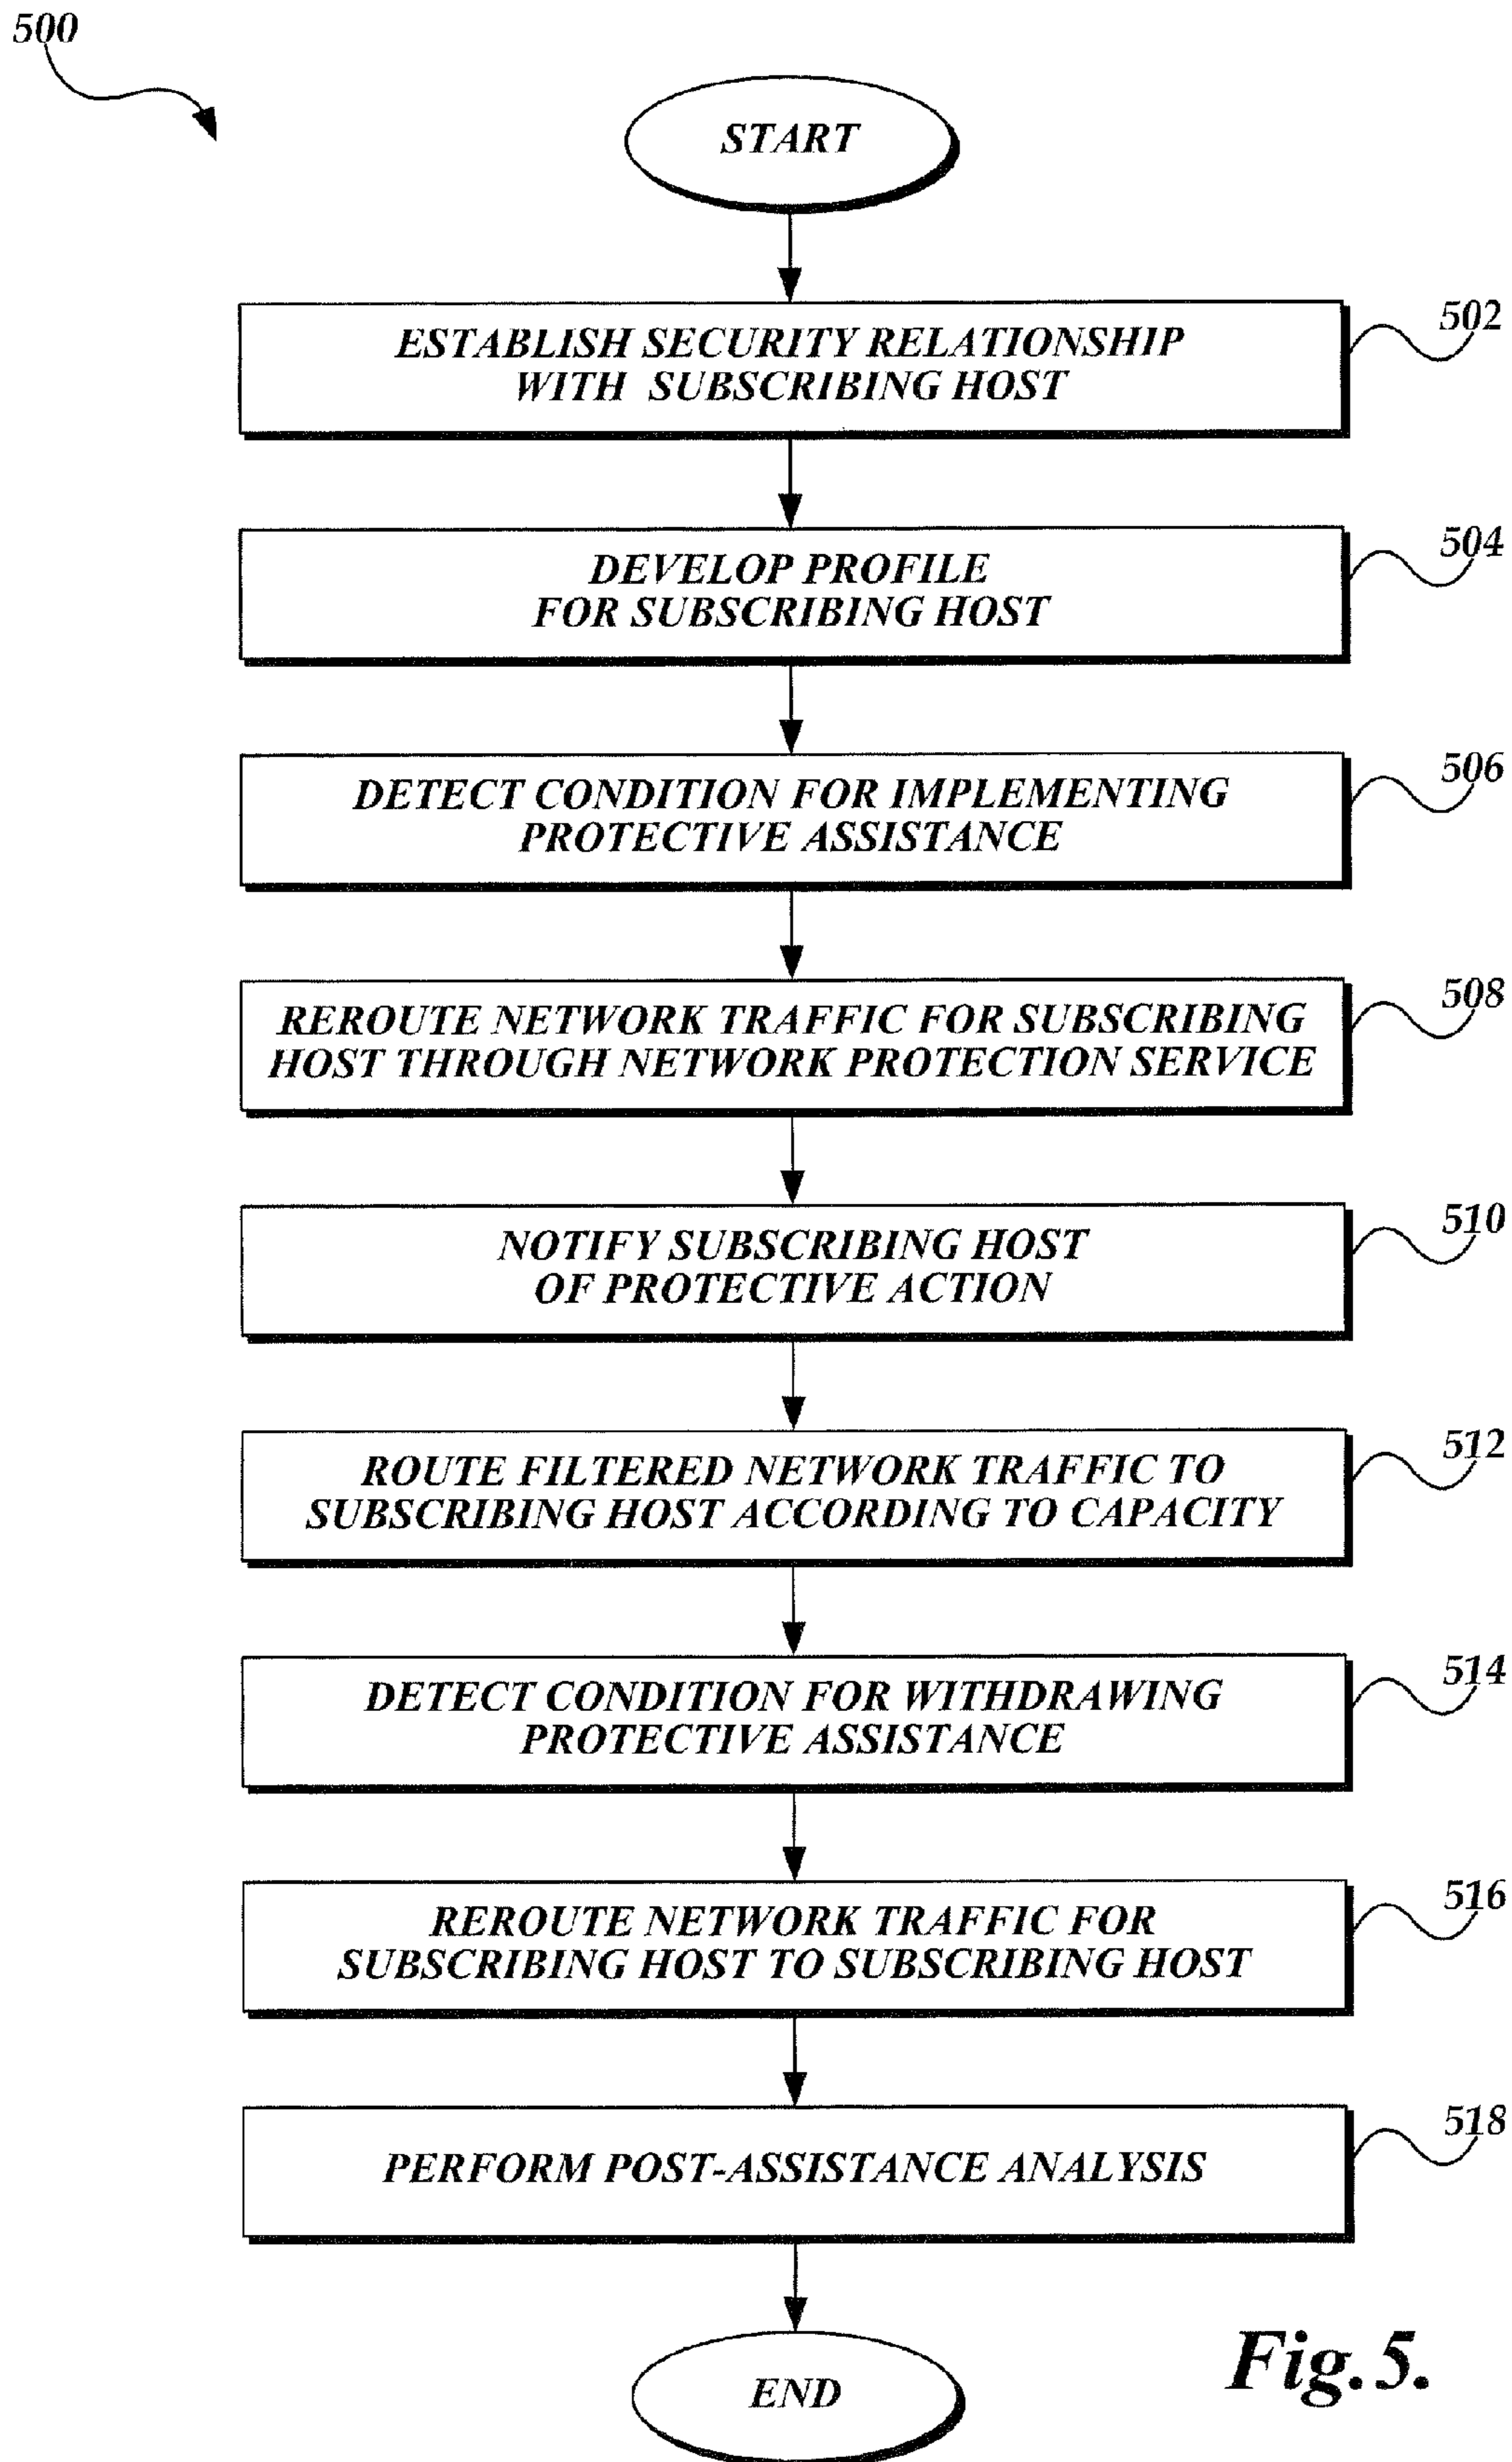 500
START
ESTABLISH SECURITY RELATIONSHIP
WITH SUBSCRIBING HOST
502
DEVELOP PROFILE
FOR SUBSCRIBING HOST
504
DETECT CONDITION FOR IMPLEMENTING
PROTECTIVE ASSISTANCE
506
REROUTE NETWORK TRAFFIC FOR SUBSCRIBING
HOST THROUGH NETWORK PROTECTION SERVICE
508
NOTIFY SUBSCRIBING HOST
OF PROTECTIVE ACTION
510
ROUTE FILTERED NETWORK TRAFFIC TO
SUBSCRIBING HOST ACCORDING TO CAPACITY
512
DETECT CONDITION FOR WITHDRAWING
PROTECTIVE ASSISTANCE
514
REROUTE NETWORK TRAFFIC FOR
SUBSCRIBING HOST TO SUBSCRIBING HOST
516
PERFORM POST-ASSISTANCE ANALYSIS
518
END
Fig.5.